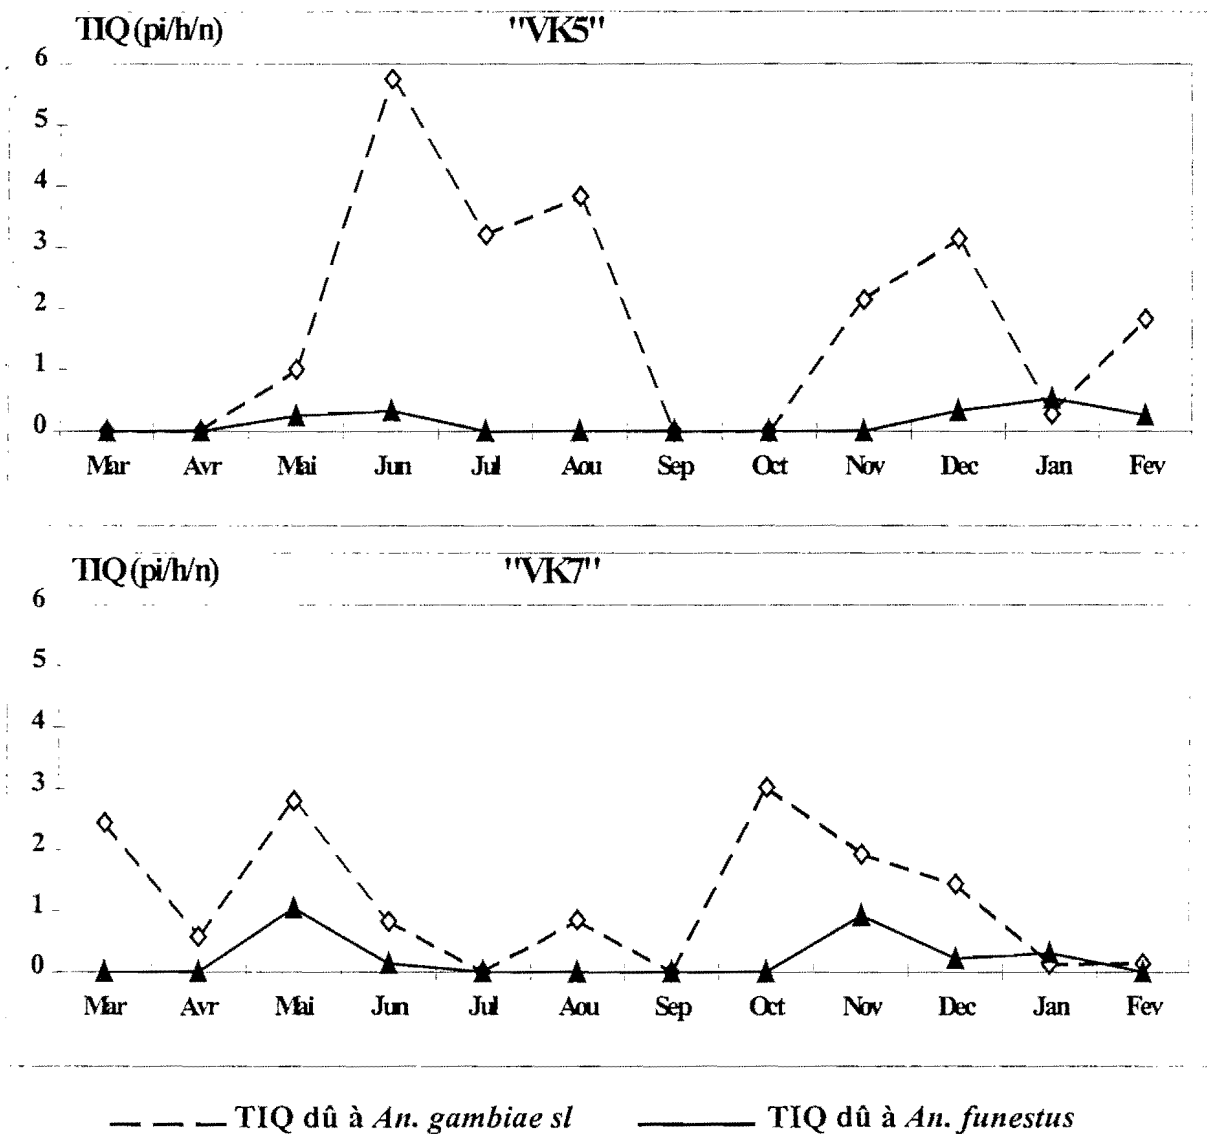 TIQ (pi/h/n) "VK5"
6
5
4
3
2
1
0
Mar Avr Mai Jun Jul Aou Sep Oct Nov Dec Jan Fev
TIQ (pi/h/n) "VK7"
6
5
4
3
2
1
0
Mar Avr Mai Jun Jul Aou Sep Oct Nov Dec Jan Fev
TIQ dû à An. gambiae sl TIQ dû à An. funestus